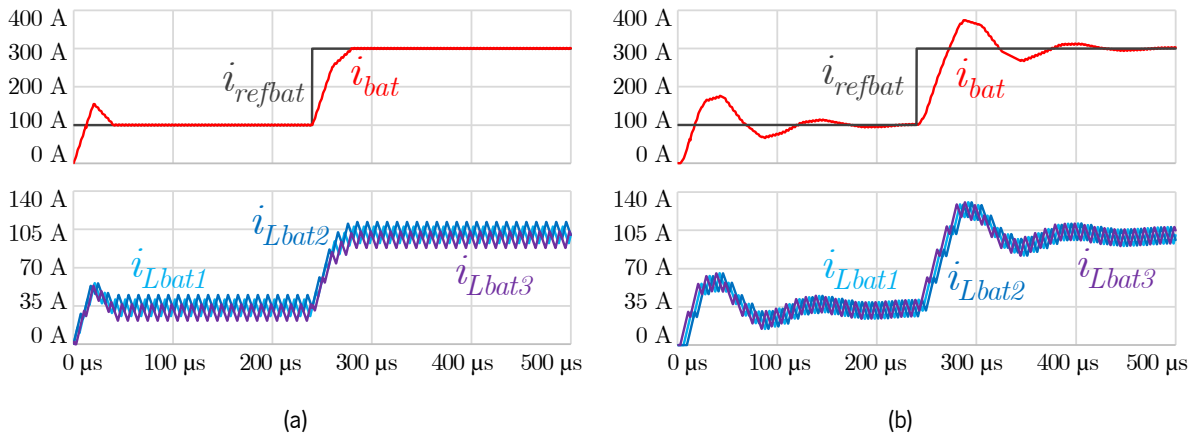 400 A
300 A
200 A
100 A
0 A
i_refbat
i_bat
140 A
105 A
70 A
35 A
0 A
i_Lbat1
i_Lbat2
i_Lbat3
0 µs 100 µs 200 µs 300 µs 400 µs 500 µs
(a)
400 A
300 A
200 A
100 A
0 A
i_refbat
i_bat
140 A
105 A
70 A
35 A
0 A
i_Lbat1
i_Lbat2
i_Lbat3
0 µs 100 µs 200 µs 300 µs 400 µs 500 µs
(b)